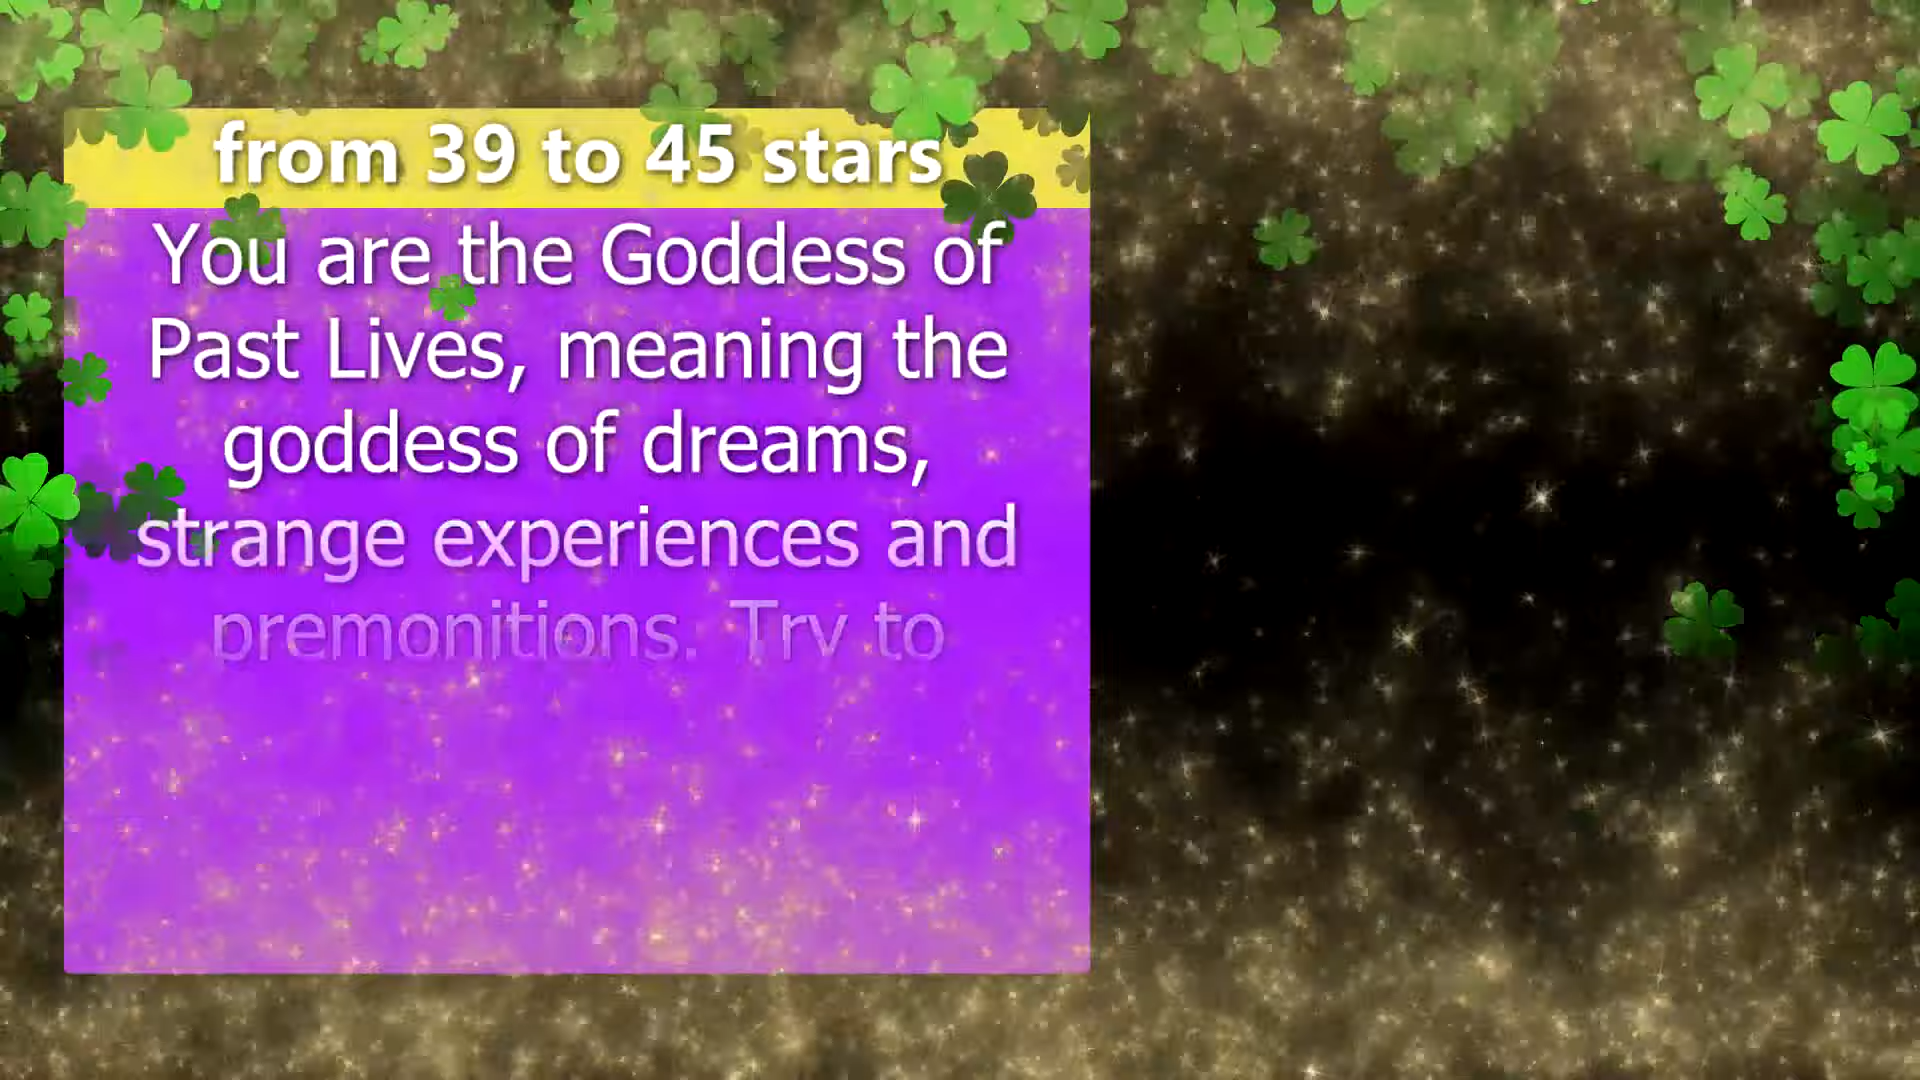 from 39 to 45 stars
You are the Goddess of
Past Lives, meaning the
goddess of dreams,
strange experiences and
premonitions. Try to